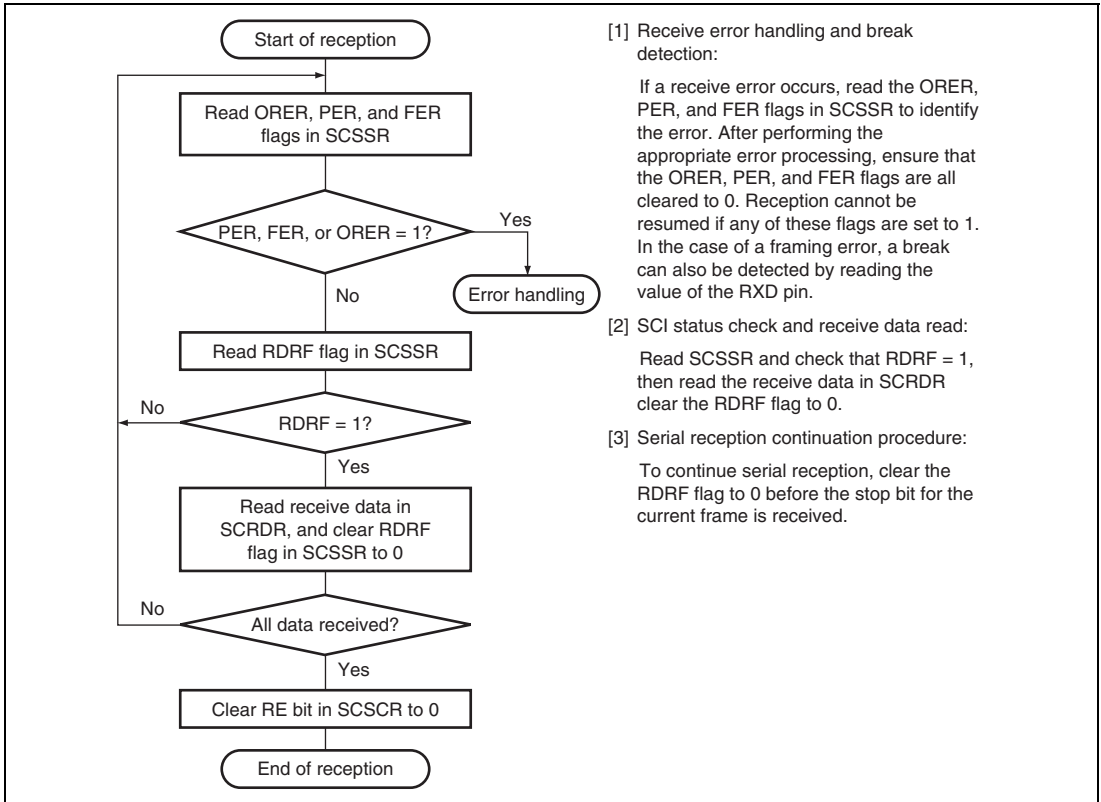 Start of reception
Read ORER, PER, and FER
flags in SCSSR
PER, FER, or ORER = 1?
Yes
Error handling
No
Read RDRF flag in SCSSR
No
RDRF = 1?
Yes
Read receive data in
SCRDR, and clear RDRF
flag in SCSSR to 0
No
All data received?
Yes
Clear RE bit in SCSCR to 0
End of reception
[1] Receive error handling and break
detection:
If a receive error occurs, read the ORER,
PER, and FER flags in SCSSR to identify
the error. After performing the
appropriate error processing, ensure that
the ORER, PER, and FER flags are all
cleared to 0. Reception cannot be
resumed if any of these flags are set to 1.
In the case of a framing error, a break
can also be detected by reading the
value of the RXD pin.
[2] SCI status check and receive data read:
Read SCSSR and check that RDRF = 1,
then read the receive data in SCRDR
clear the RDRF flag to 0.
[3] Serial reception continuation procedure:
To continue serial reception, clear the
RDRF flag to 0 before the stop bit for the
current frame is received.